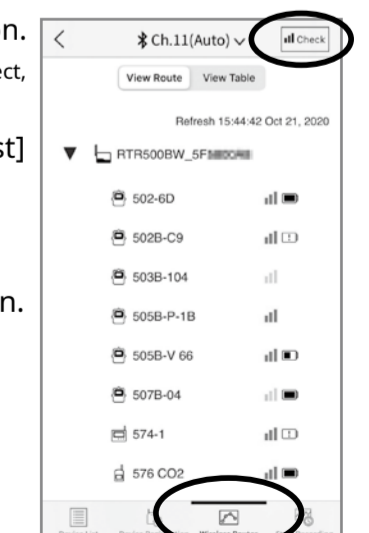 n.
ect,
st]
n.
Ch.11(Auto)
Check
View Route View Table
Refresh 15:44:42 Oct 21, 2020
RTR500BW_5F
502-6D
502B-C9
503B-104
505B-P-1B
505B-V 66
507B-04
574-1
576 CO2